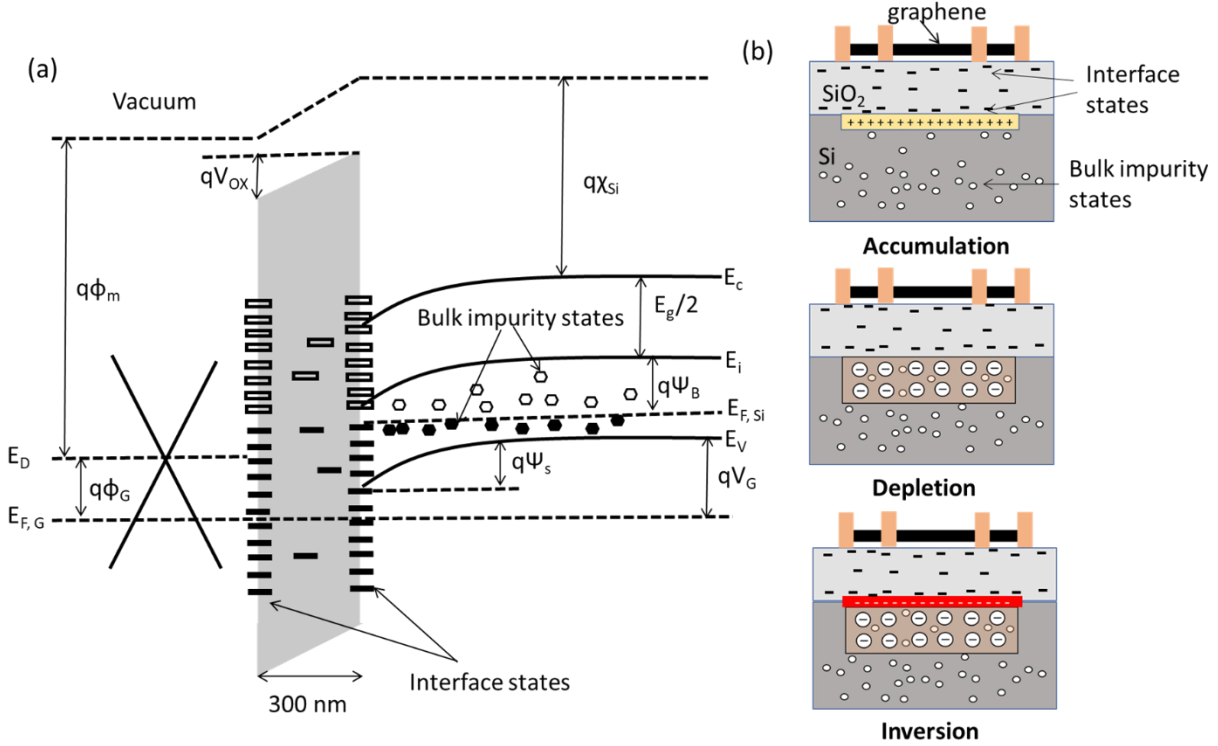 (a)
Vacuum
qV_OX
qϕ_m
qχ_Si
E_c
E_g/2
Bulk impurity states
E_i
qΨ_B
E_F, Si
E_V
E_D
qϕ_G
qΨ_s
qV_G
E_F, G
Interface states
300 nm
(b)
graphene
SiO₂
Interface
states
Si
Bulk impurity
states
Accumulation
Depletion
Inversion